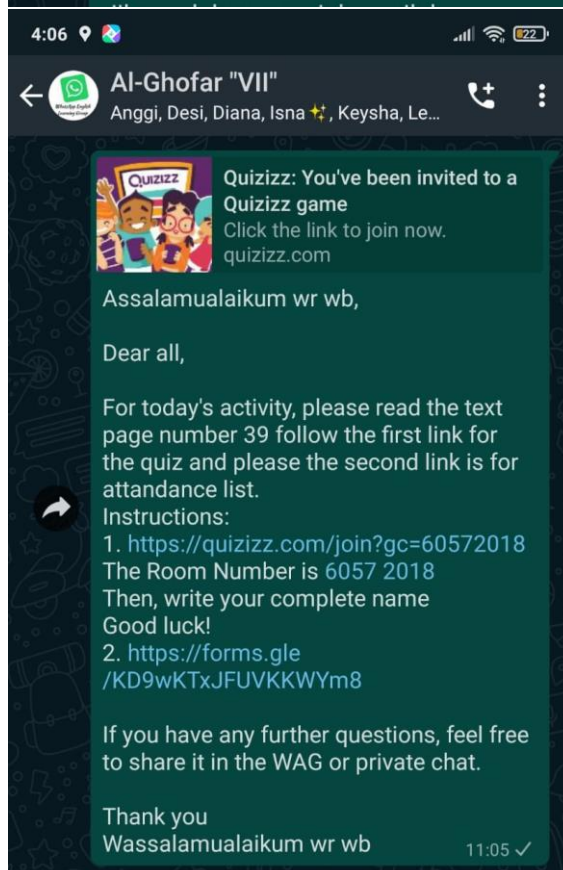 4:06
22
Al-Ghofar "VII"
Anggi, Desi, Diana, Isna ✨, Keysha, Le...
QUIZIZZ
Quizizz: You've been invited to a
Quizizz game
Click the link to join now.
quizizz.com
Assalamualaikum wr wb,
Dear all,
For today's activity, please read the text
page number 39 follow the first link for
the quiz and please the second link is for
attandance list.
Instructions:
1. https://quizizz.com/join?gc=60572018
The Room Number is 6057 2018
Then, write your complete name
Good luck!
2. https://forms.gle
/KD9wKTxJFUVKKWYm8
If you have any further questions, feel free
to share it in the WAG or private chat.
Thank you
Wassalamualaikum wr wb
11:05